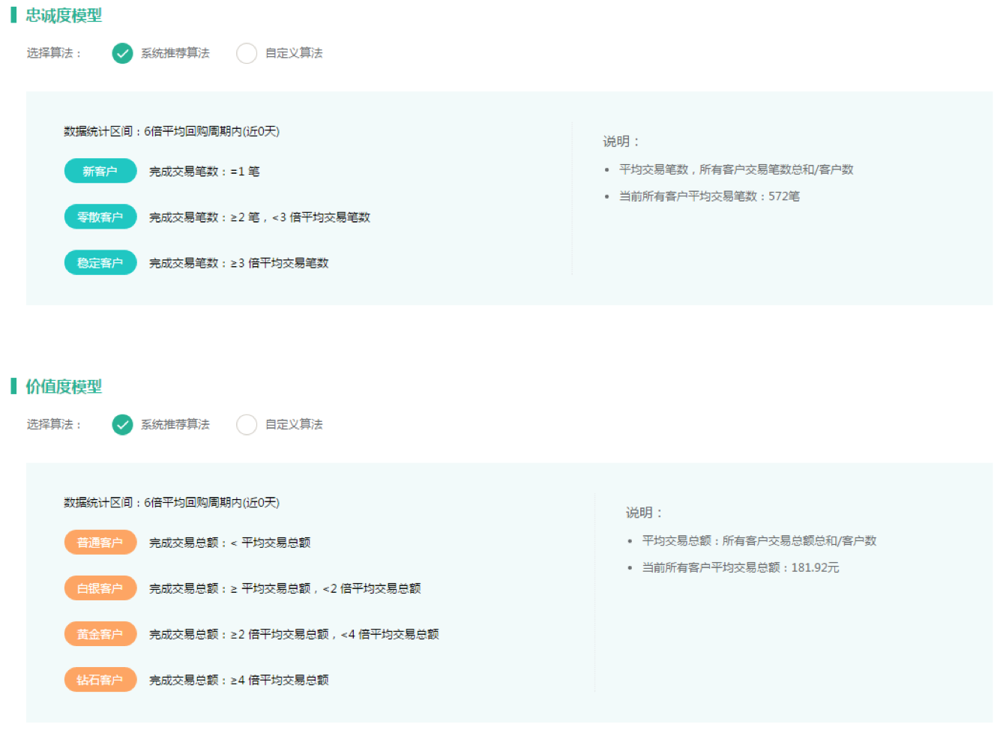 忠诚度模型
选择算法： 系统推荐算法 自定义算法
数据统计区间：6倍平均回购周期内(近0天)
新客户 完成交易笔数：=1 笔
零散客户 完成交易笔数：≥2 笔，<3 倍平均交易笔数
稳定客户 完成交易笔数：≥3 倍平均交易笔数
说明：
• 平均交易笔数，所有客户交易笔数总和/客户数
• 当前所有客户平均交易笔数：572笔
价值度模型
选择算法： 系统推荐算法 自定义算法
数据统计区间：6倍平均回购周期内(近0天)
普通客户 完成交易总额：< 平均交易总额
白银客户 完成交易总额：≥ 平均交易总额，<2 倍平均交易总额
黄金客户 完成交易总额：≥2 倍平均交易总额，<4 倍平均交易总额
钻石客户 完成交易总额：≥4 倍平均交易总额
说明：
• 平均交易总额：所有客户交易总额总和/客户数
• 当前所有客户平均交易总额：181.92元